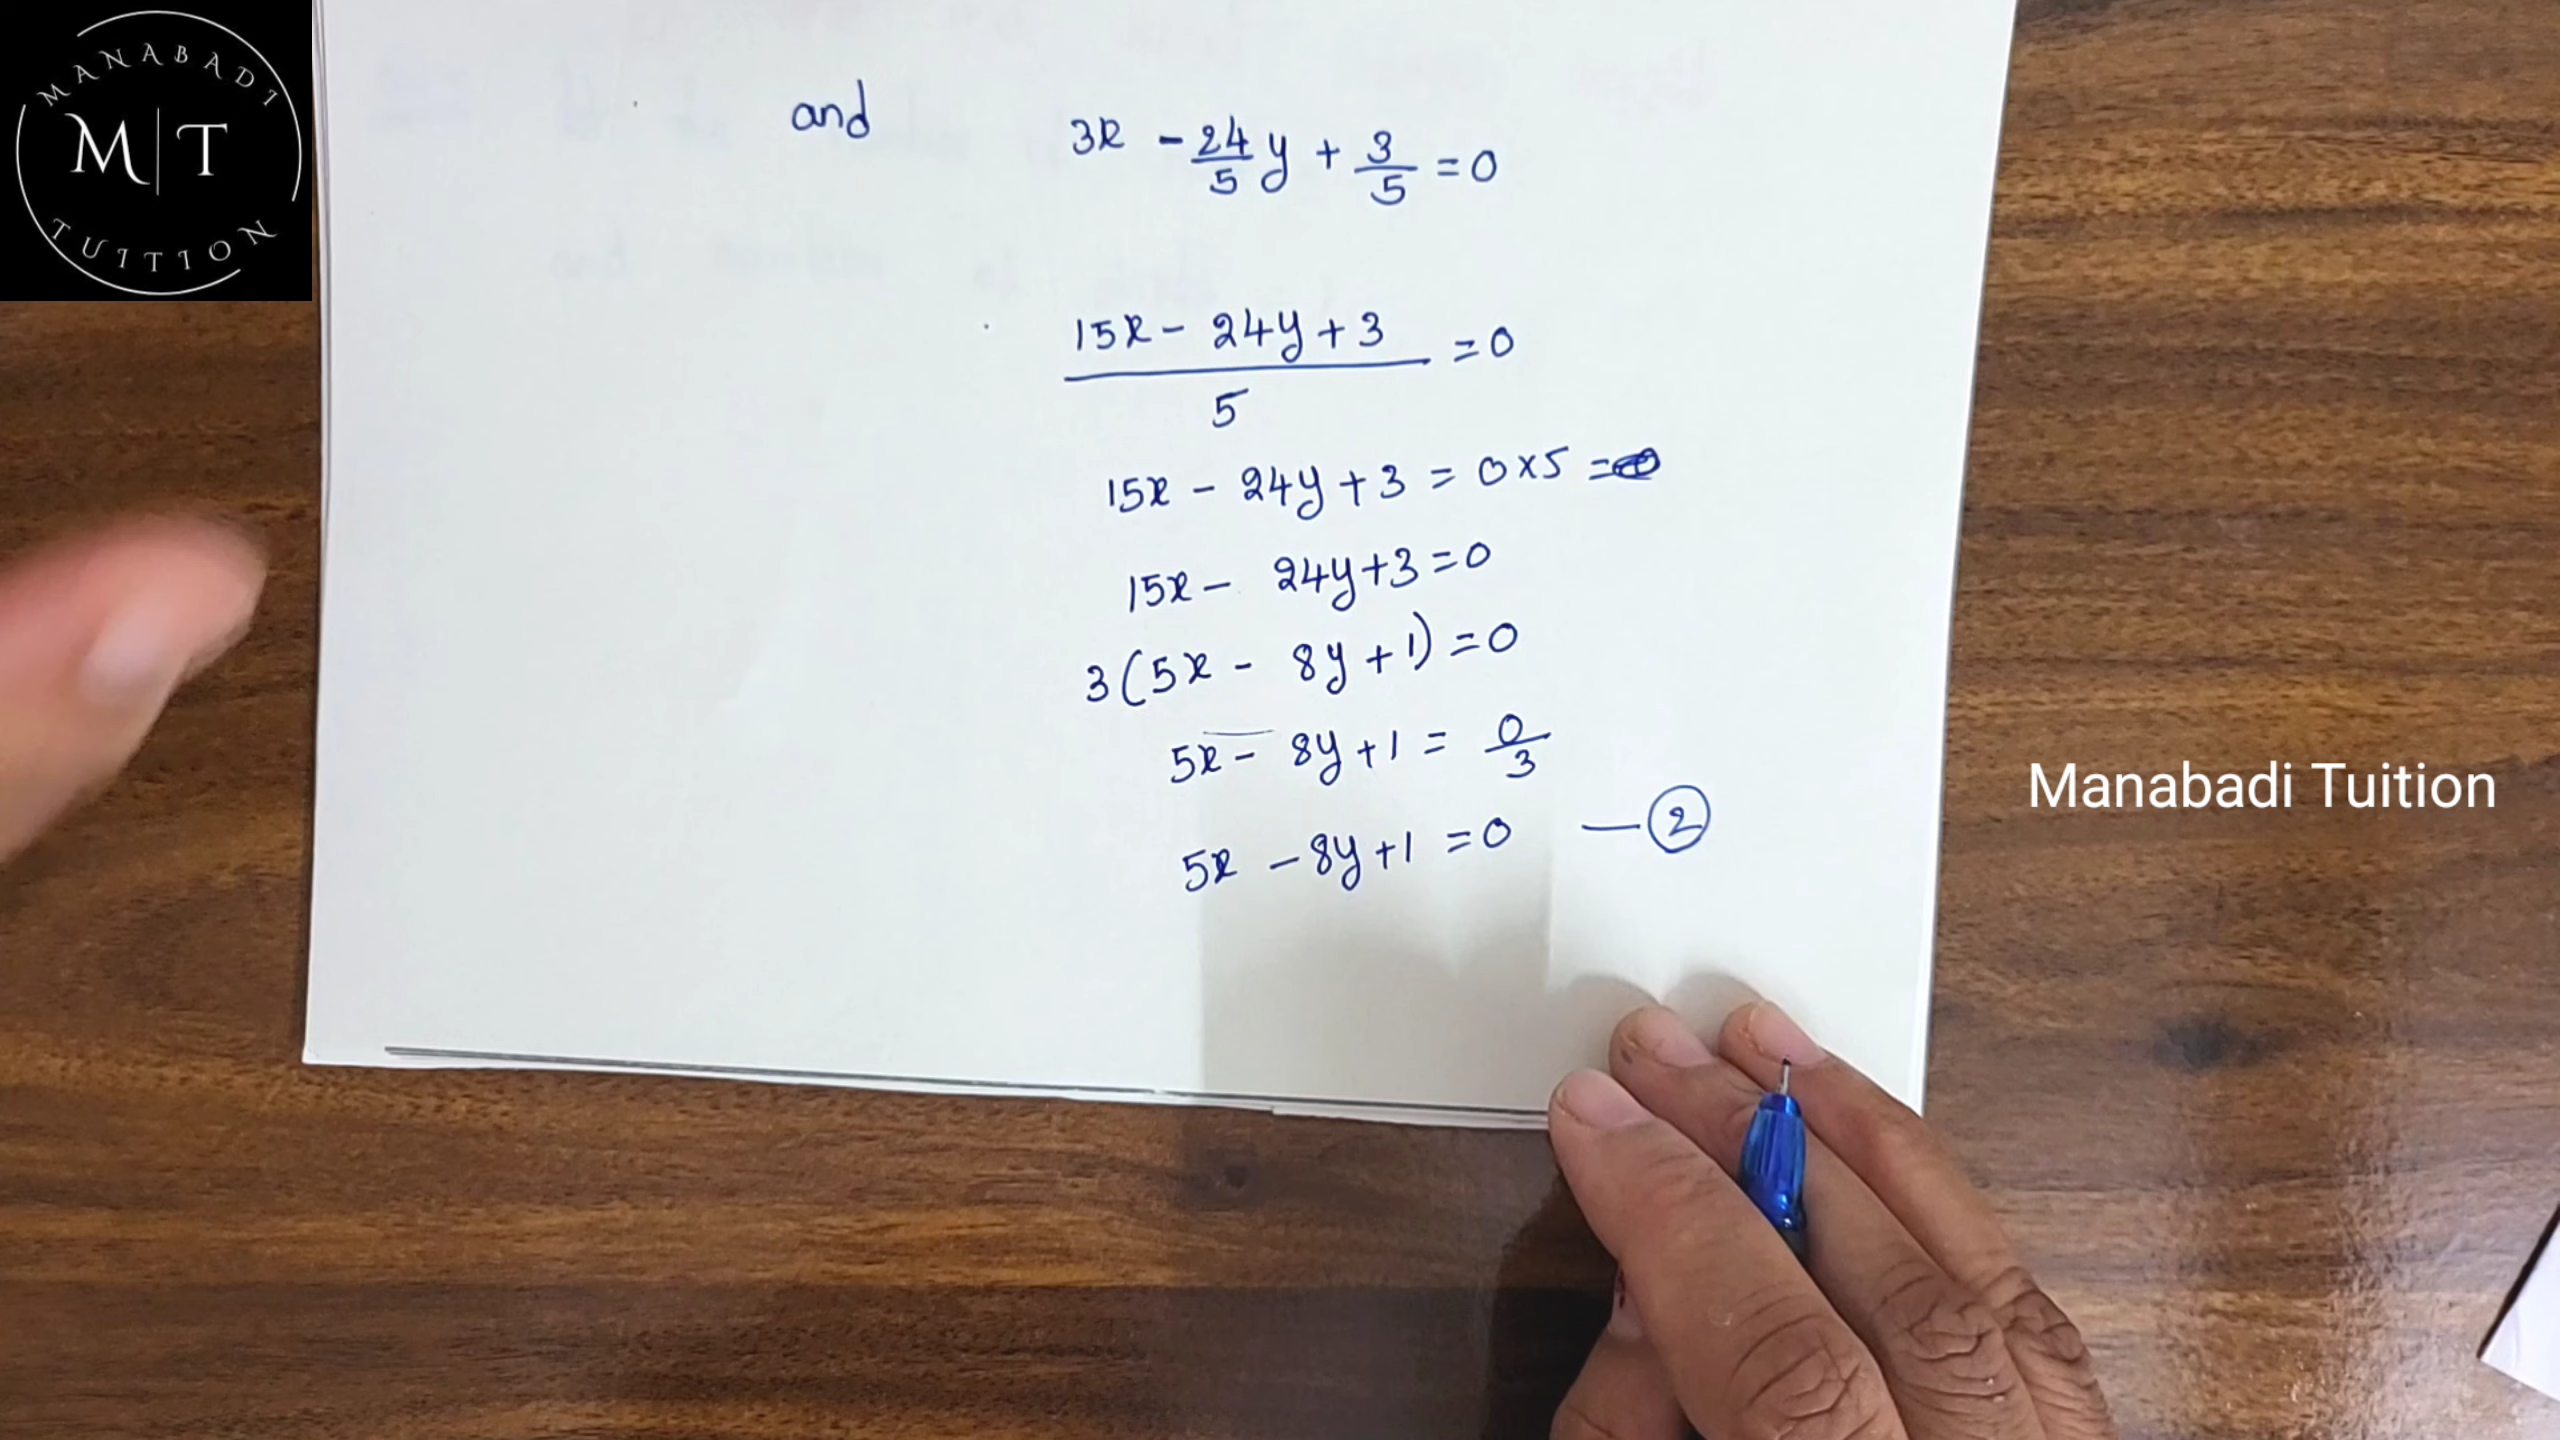 MANABADI
M|T
TUITION
and 3x - 24/5 y + 3/5 = 0
15x - 24y + 3 / 5 = 0
15x - 24y + 3 = 0 x 5 =
15x - 24y + 3 = 0
3(5x - 8y + 1) = 0
5x - 8y + 1 = 0/3
5x - 8y + 1 = 0 — ②
Manabadi Tuition